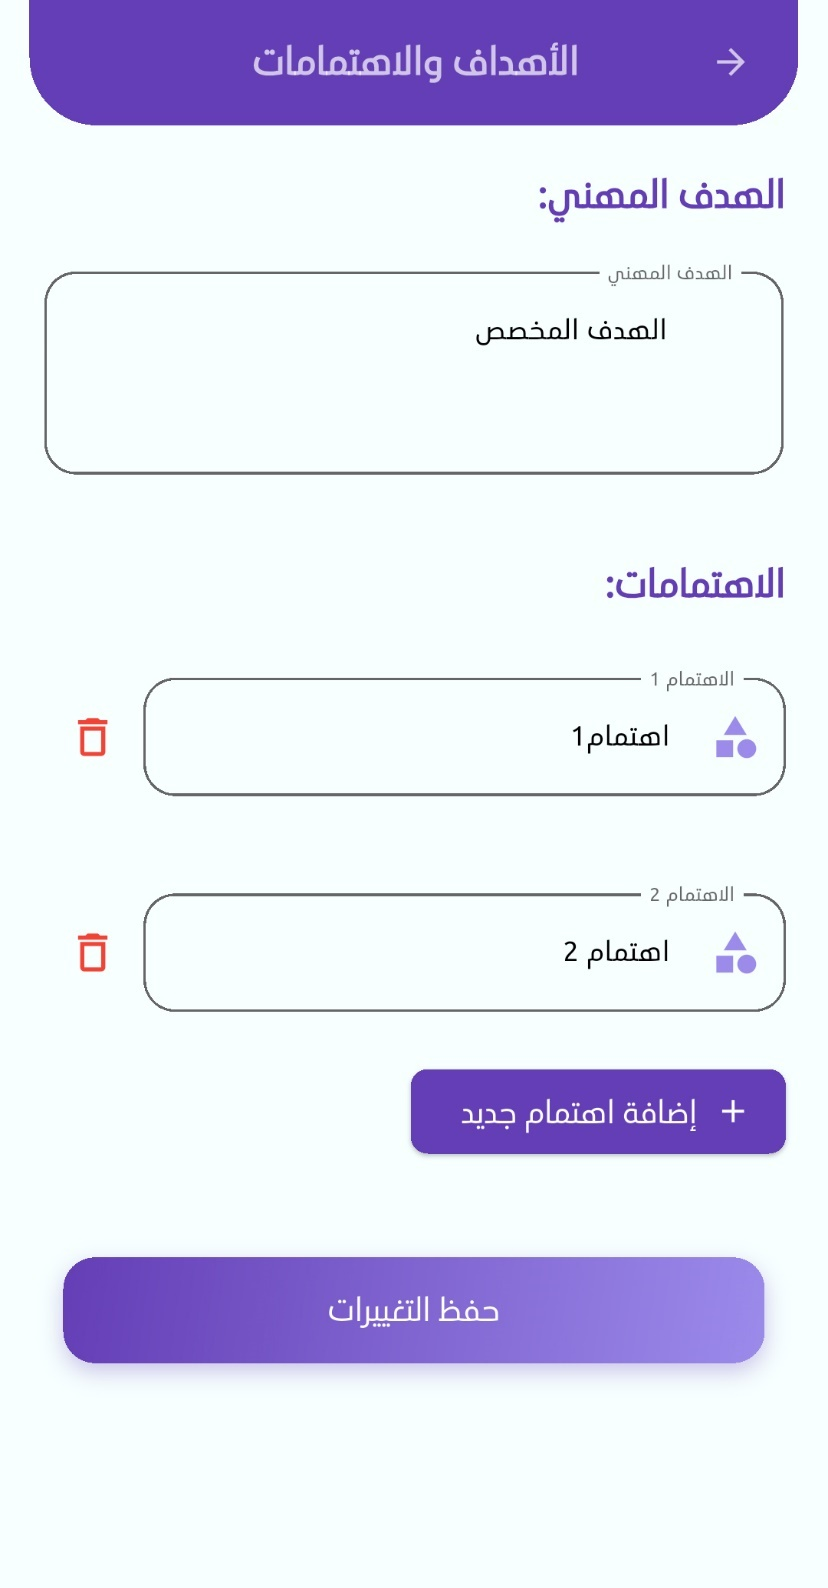 الأهداف والاهتمامات
الهدف المهني:
الهدف المهني
الهدف المخصص
الاهتمامات:
الاهتمام 1
اهتمام1
الاهتمام 2
اهتمام 2
إضافة اهتمام جديد
حفظ التغييرات